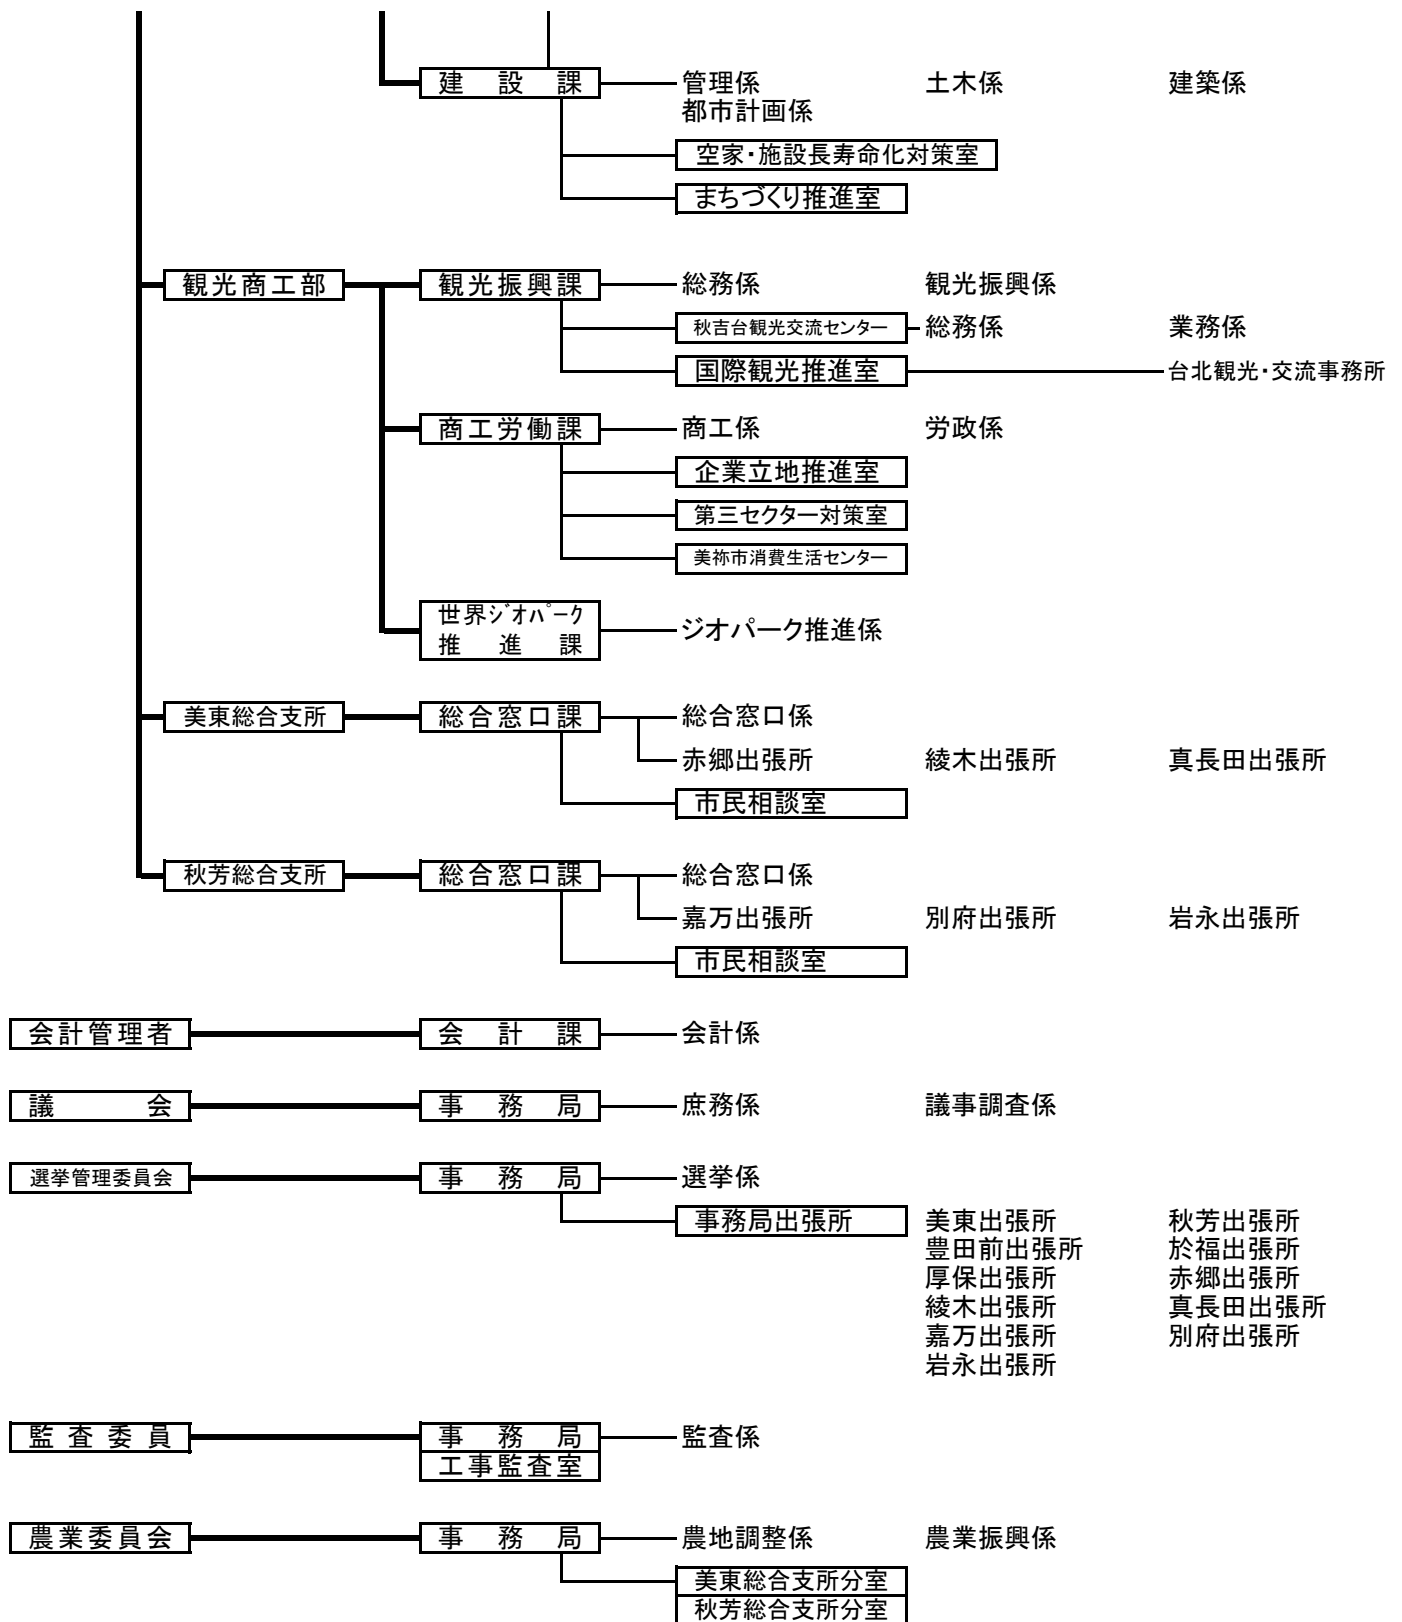 建設課 管理係 土木係 建築係
都市計画係
空家・施設長寿命化対策室
まちづくり推進室
観光商工部 観光振興課 総務係 観光振興係
秋吉台観光交流センター 総務係 業務係
国際観光推進室 台北観光・交流事務所
商工労働課 商工係 労政係
企業立地推進室
第三セクター対策室
美祢市消費生活センター
世界ジオパーク
推進課
ジオパーク推進係
美東総合支所 総合窓口課 総合窓口係
赤郷出張所 綾木出張所 真長田出張所
市民相談室
秋芳総合支所 総合窓口課 総合窓口係
嘉万出張所 別府出張所 岩永出張所
市民相談室
会計管理者 会計課 会計係
議会 事務局 庶務係 議事調査係
選挙管理委員会 事務局 選挙係
事務局出張所 美東出張所 秋芳出張所
豊田前出張所 於福出張所
厚保出張所 赤郷出張所
綾木出張所 真長田出張所
嘉万出張所 別府出張所
岩永出張所
監査委員 事務局 監査係
工事監査室
農業委員会 事務局 農地調整係 農業振興係
美東総合支所分室
秋芳総合支所分室